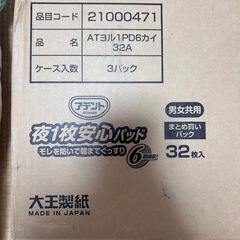 品目コード 21000471
品名 ATヨル1PD6カイ
32A
ケース入数 3パック
アテント
男女共用
夜1枚安心パッド
モレを防いで朝までぐっすり 6回吸収
まとめ買い
パック
32枚入
大王製紙
MADE IN JAPAN